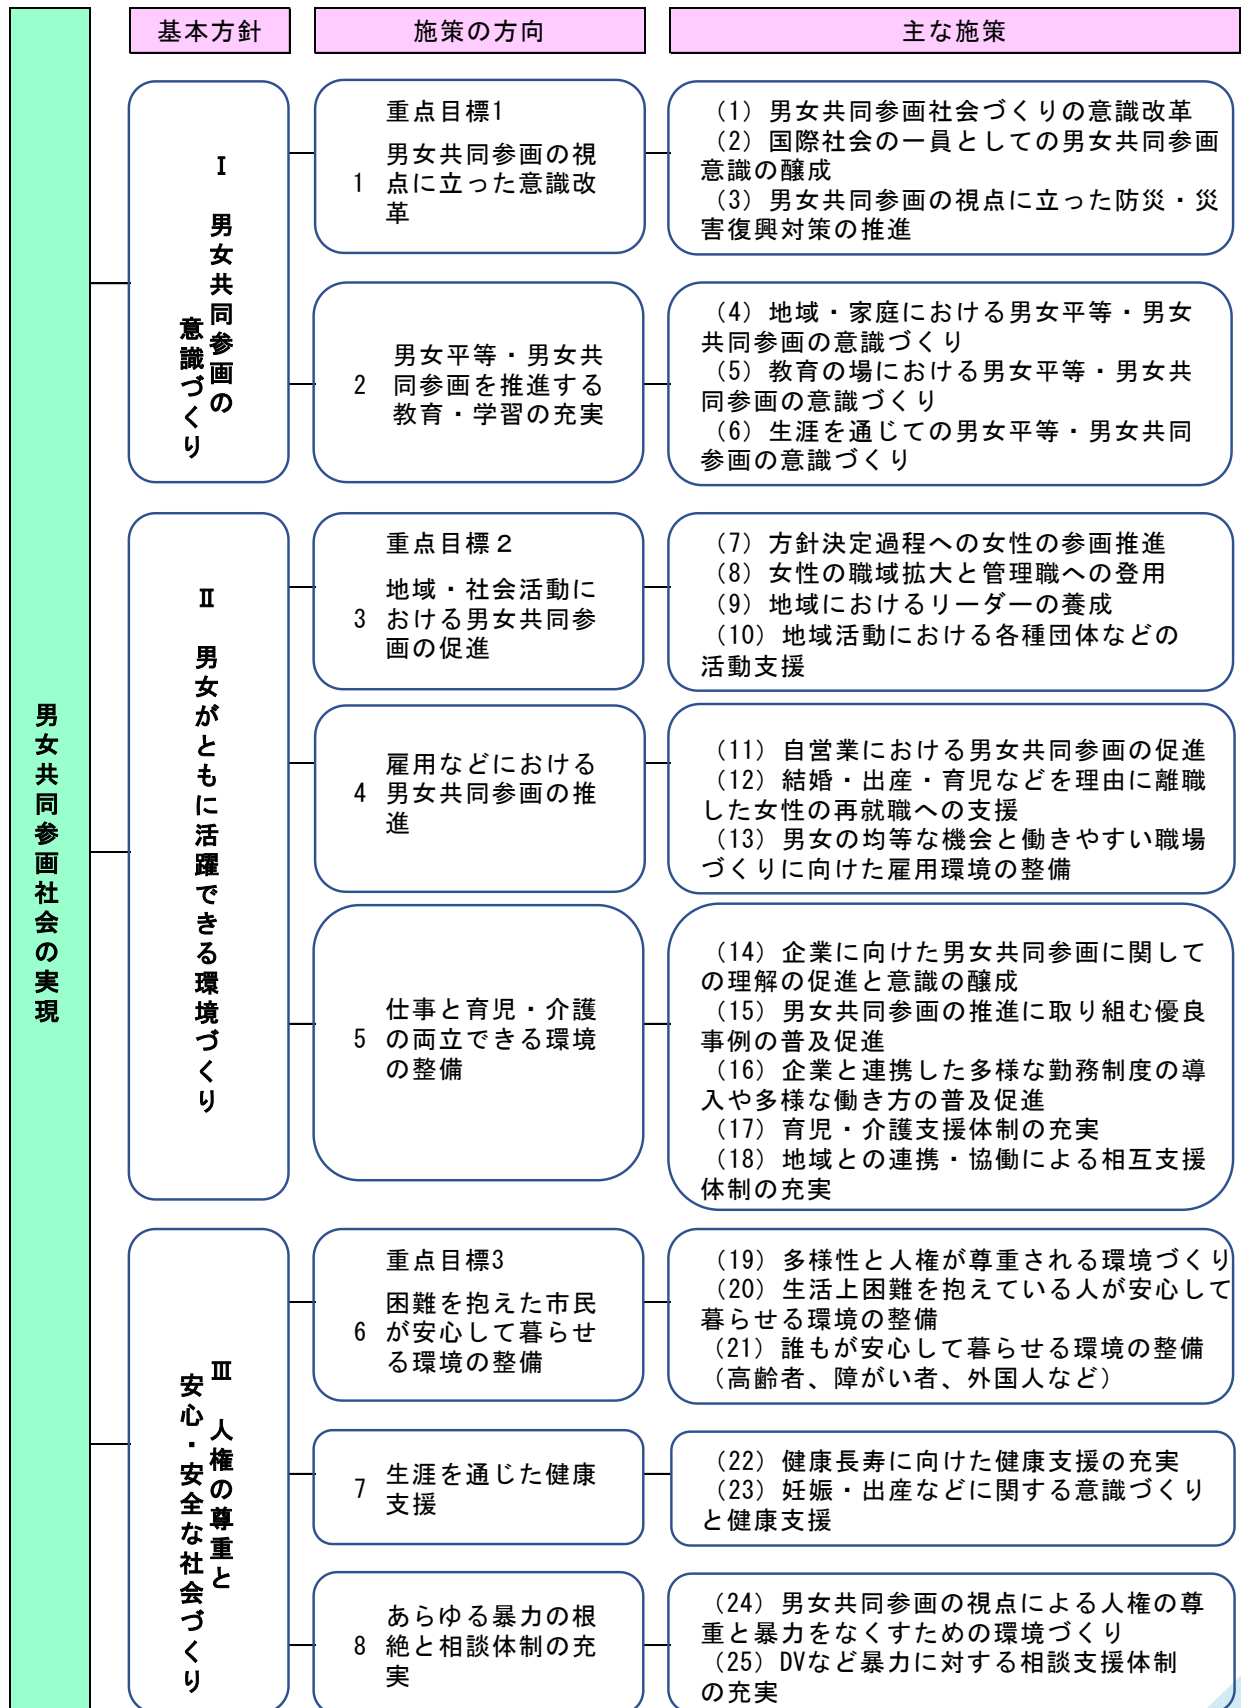 男女共同参画社会の実現
基本方針
施策の方向
主な施策
Ⅰ　男女共同参画の
意識づくり
重点目標1
1 男女共同参画の視
点に立った意識改
革
（1）男女共同参画社会づくりの意識改革
（2）国際社会の一員としての男女共同参画
意識の醸成
（3）男女共同参画の視点に立った防災・災
害復興対策の推進
2 男女平等・男女共
同参画を推進する
教育・学習の充実
（4）地域・家庭における男女平等・男女
共同参画の意識づくり
（5）教育の場における男女平等・男女共
同参画の意識づくり
（6）生涯を通じての男女平等・男女共同
参画の意識づくり
Ⅱ　男女がともに活躍できる環境づくり
重点目標２
3 地域・社会活動に
おける男女共同参
画の促進
（7）方針決定過程への女性の参画推進
（8）女性の職域拡大と管理職への登用
（9）地域におけるリーダーの養成
（10）地域活動における各種団体などの
活動支援
4 雇用などにおける
男女共同参画の推
進
（11）自営業における男女共同参画の促進
（12）結婚・出産・育児などを理由に離職
した女性の再就職への支援
（13）男女の均等な機会と働きやすい職場
づくりに向けた雇用環境の整備
5 仕事と育児・介護
の両立できる環境
の整備
（14）企業に向けた男女共同参画に関して
の理解の促進と意識の醸成
（15）男女共同参画の推進に取り組む優良
事例の普及促進
（16）企業と連携した多様な勤務制度の導
入や多様な働き方の普及促進
（17）育児・介護支援体制の充実
（18）地域との連携・協働による相互支援
体制の充実
Ⅲ　人権の尊重と
安心・安全な社会づくり
重点目標3
6 困難を抱えた市民
が安心して暮らせ
る環境の整備
（19）多様性と人権が尊重される環境づくり
（20）生活上困難を抱えている人が安心して
暮らせる環境の整備
（21）誰もが安心して暮らせる環境の整備
（高齢者、障がい者、外国人など）
7 生涯を通じた健康
支援
（22）健康長寿に向けた健康支援の充実
（23）妊娠・出産などに関する意識づくり
と健康支援
8 あらゆる暴力の根
絶と相談体制の充
実
（24）男女共同参画の視点による人権の尊
重と暴力をなくすための環境づくり
（25）DVなど暴力に対する相談支援体制
の充実